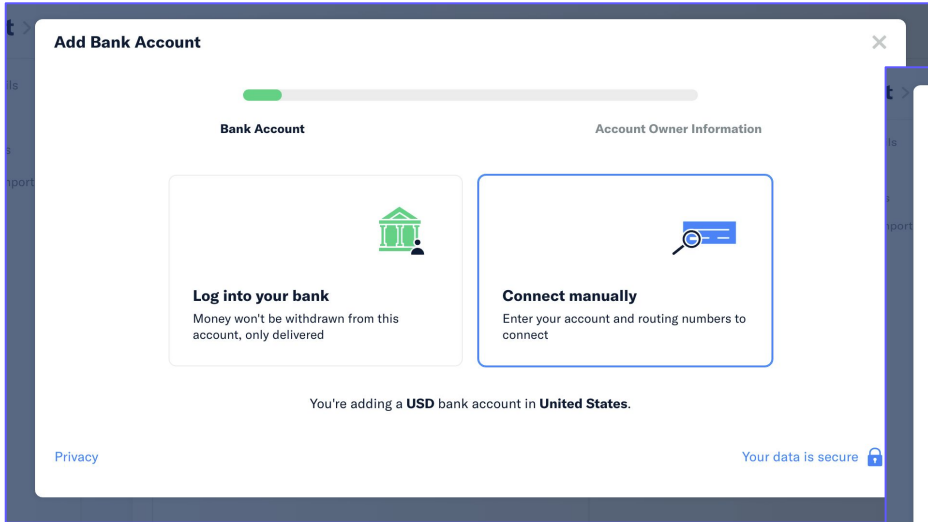 Add Bank Account
Bank Account
Account Owner Information
Log into your bank
Money won't be withdrawn from this
account, only delivered
Connect manually
Enter your account and routing numbers to
connect
You're adding a USD bank account in United States.
Privacy
Your data is secure